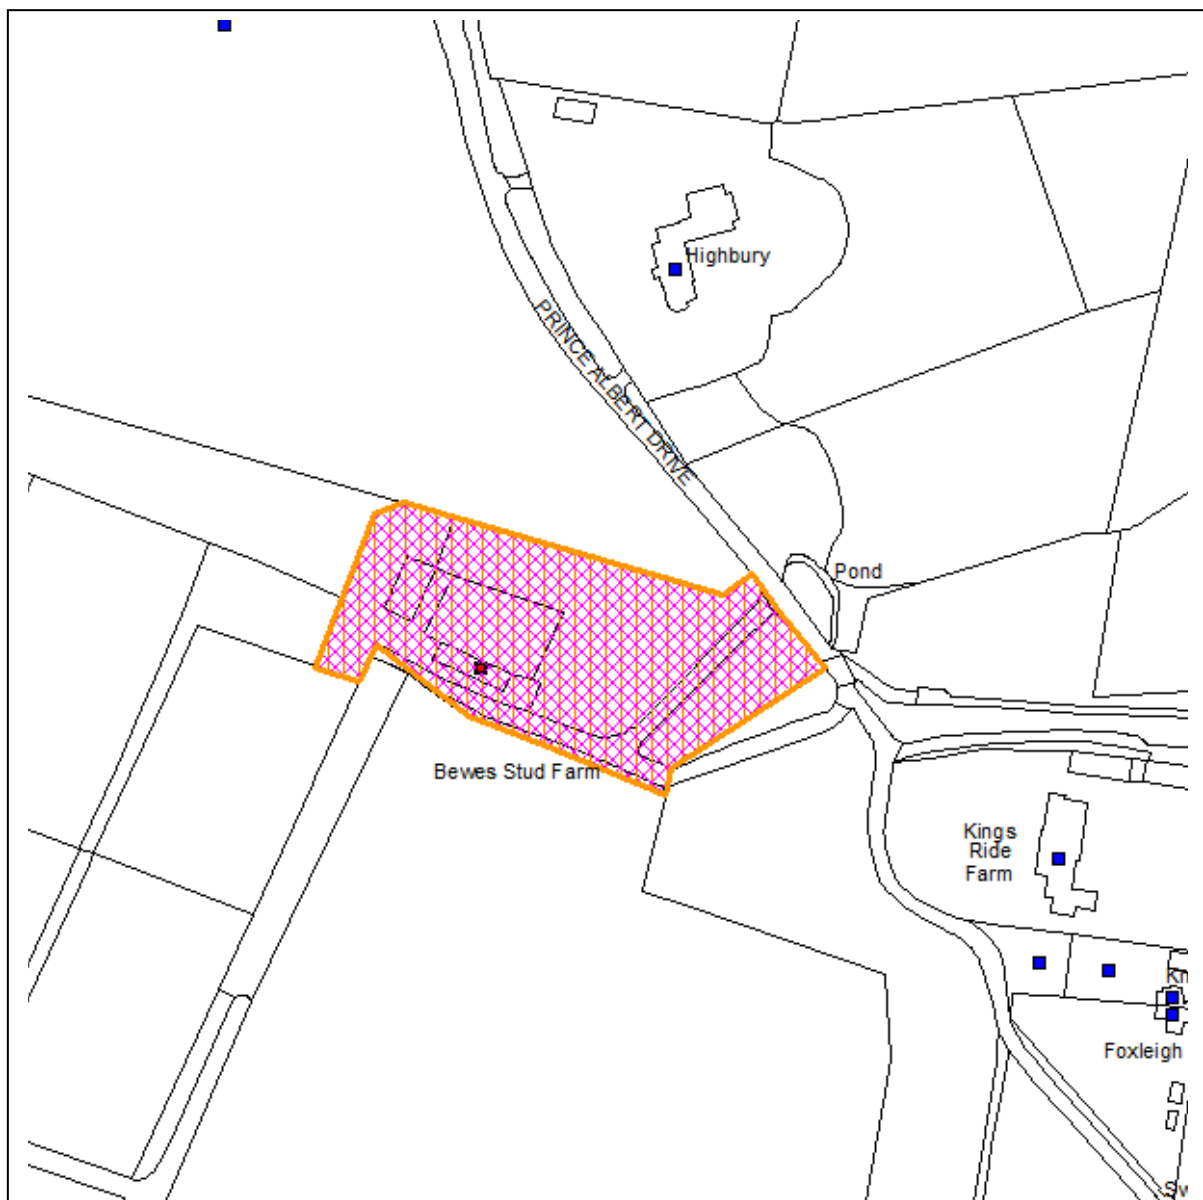 Highbury
PRINCE ALBERT DRIVE
Pond
Bewes Stud Farm
Kings
Ride
Farm
Foxleigh